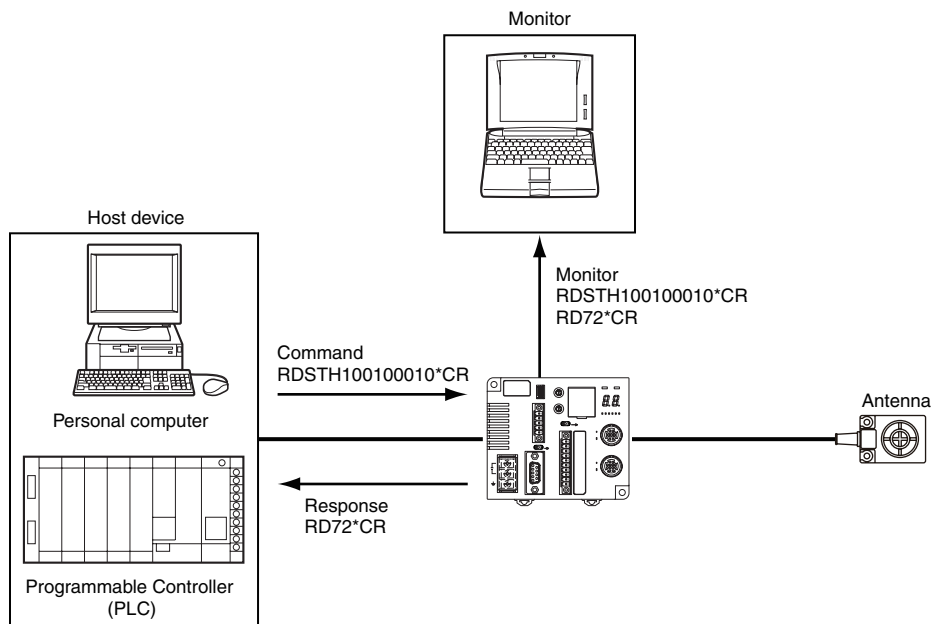 Monitor
Host device
Monitor
RDSTH100100010*CR
RD72*CR
Command
RDSTH100100010*CR
Personal computer
Antenna
Response
RD72*CR
Programmable Controller
(PLC)